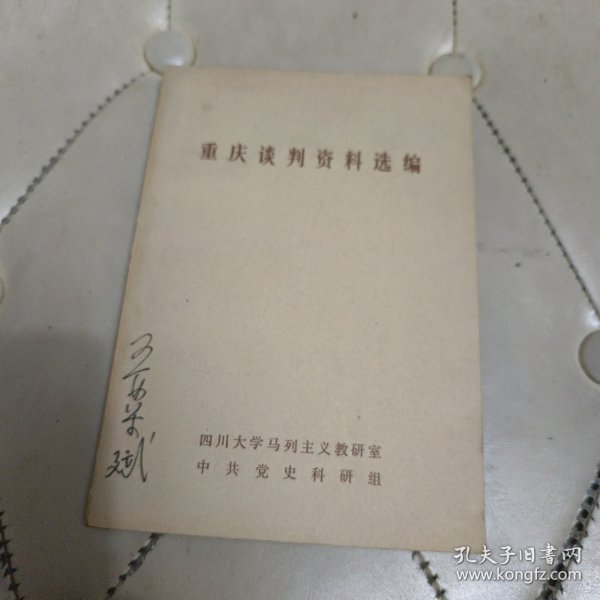 重庆谈判资料选编
四川大学马列主义教研室
中共党史科研组
孔夫子旧书网
www.kongfz.com